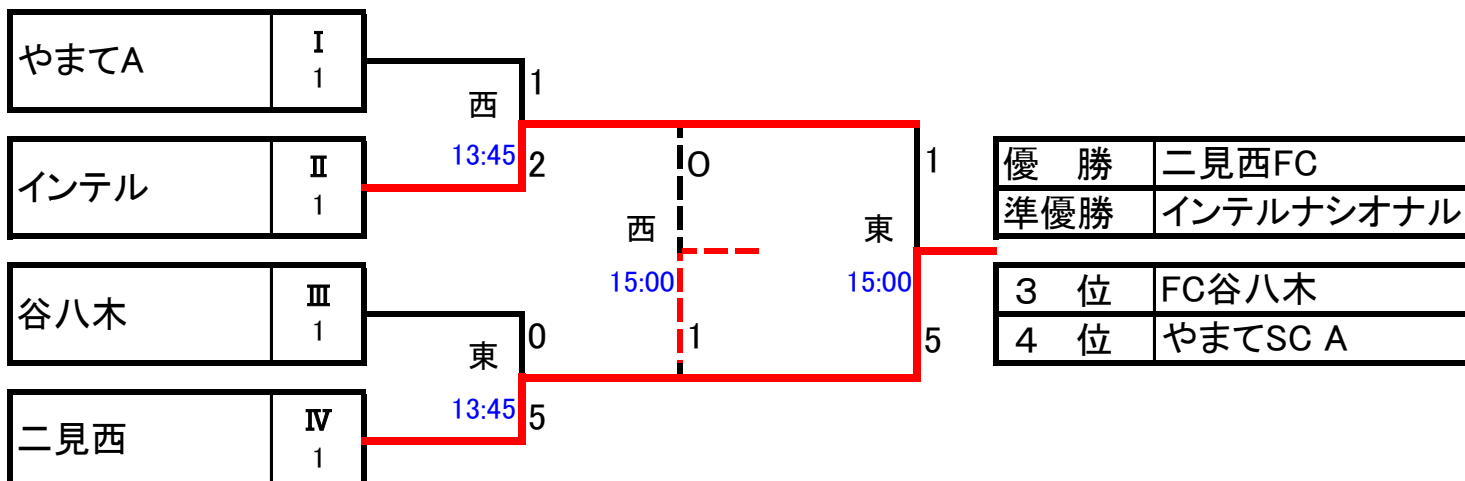 やまてA
Ⅰ
1
西
1
13:45
2
インテル
Ⅱ
1
谷八木
Ⅲ
1
東
0
13:45
5
二見西
Ⅳ
1
0
西
15:00
1
1
東
15:00
5
優　勝 二見西FC
準優勝 インテルナシオナル
３　位 FC谷八木
４　位 やまてSC A